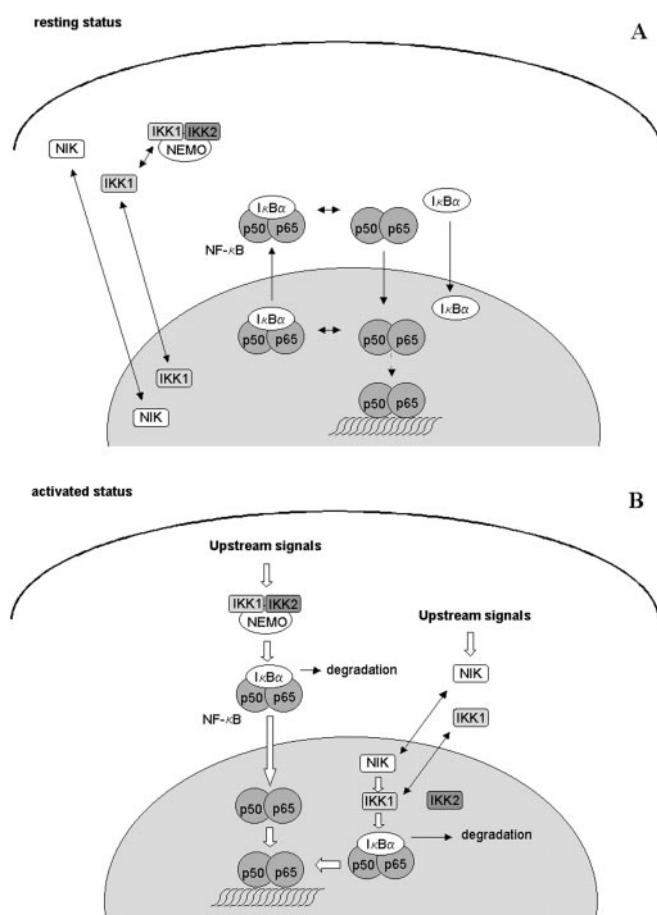 resting status
A
IKK1 IKK2
NEMO
NIK
IKK1
IκBα
p50 p65
NF-κB
p50 p65
IκBα
IκBα
p50 p65
p50 p65
IκBα
IKK1
NIK
p50 p65
activated status
B
Upstream signals
IKK1 IKK2
NEMO
Upstream signals
IκBα
degradation
p50 p65
NF-κB
NIK
IKK1
NIK
IKK1
IKK2
p50 p65
IκBα
degradation
p50 p65
p50 p65